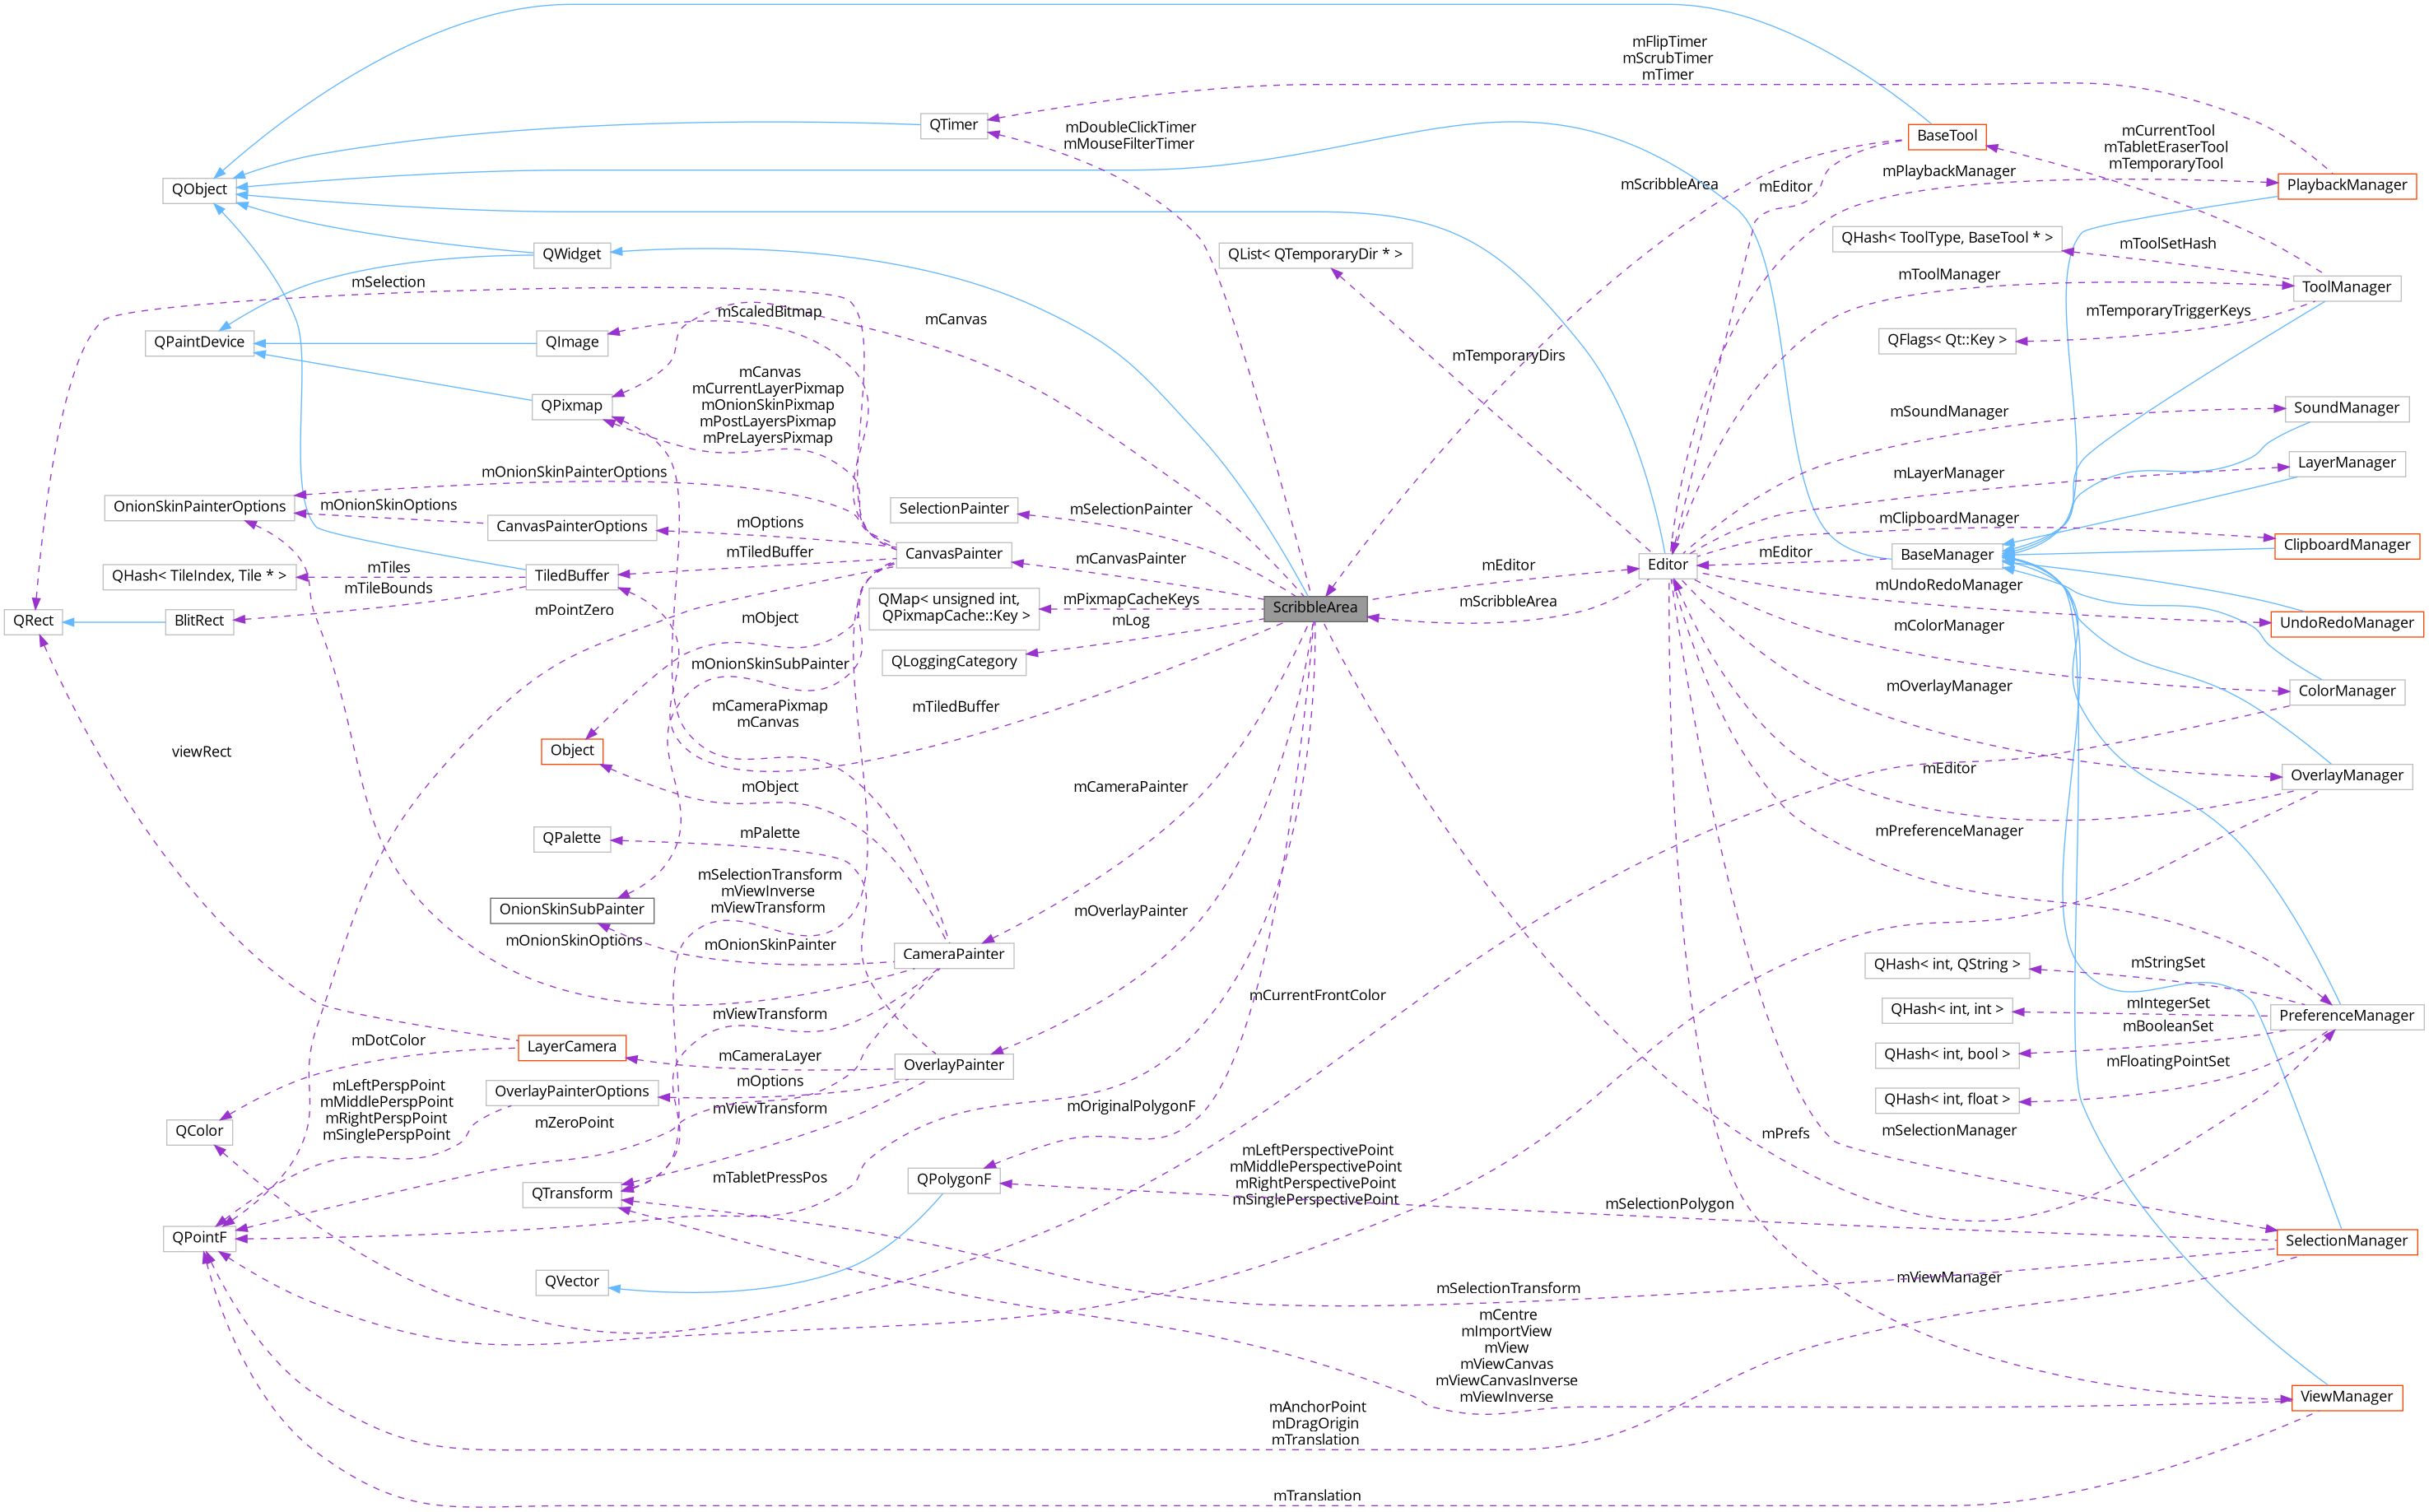 mFlipTimer
mScrubTimer
mTimer
QTimer
mDoubleClickTimer
mMouseFilterTimer
BaseTool
mCurrentTool
mTabletEraserTool
mTemporaryTool
QObject
mScribbleArea
mEditor
mPlaybackManager
PlaybackManager
QWidget
QList< QTemporaryDir * >
QHash< ToolType, BaseTool * >
mToolSetHash
mSelection
mToolManager
ToolManager
mScaledBitmap
mCanvas
mTemporaryTriggerKeys
QPaintDevice
QImage
QFlags< Qt::Key >
mTemporaryDirs
mCanvas
mCurrentLayerPixmap
mOnionSkinPixmap
mPostLayersPixmap
mPreLayersPixmap
QPixmap
mSoundManager
SoundManager
mOnionSkinPainterOptions
mLayerManager
LayerManager
OnionSkinPainterOptions
mOnionSkinOptions
CanvasPainterOptions
mOptions
SelectionPainter
mSelectionPainter
mClipboardManager
ClipboardManager
mTiledBuffer
CanvasPainter
mCanvasPainter
mEditor
Editor
mEditor
BaseManager
QHash< TileIndex, Tile * >
mTiles
mTileBounds
TiledBuffer
mUndoRedoManager
QRect
BlitRect
mPointZero
mObject
QMap< unsigned int,
QPixmapCache::Key >
mPixmapCacheKeys
mLog
ScribbleArea
mScribbleArea
mColorManager
UndoRedoManager
mOnionSkinSubPainter
QLoggingCategory
mOverlayManager
ColorManager
mCameraPixmap
mCanvas
mTiledBuffer
viewRect
Object
mObject
mCameraPainter
mEditor
OverlayManager
QPalette
mPalette
mPreferenceManager
mSelectionTransform
mViewInverse
mViewTransform
OnionSkinSubPainter
mOverlayPainter
mOnionSkinOptions
mOnionSkinPainter
CameraPainter
QHash< int, QString >
mStringSet
mCurrentFrontColor
mViewTransform
QHash< int, int >
mIntegerSet
PreferenceManager
mDotColor
LayerCamera
mCameraLayer
OverlayPainter
mBooleanSet
QHash< int, bool >
mFloatingPointSet
mLeftPerspPoint
mMiddlePerspPoint
mRightPerspPoint
mSinglePerspPoint
OverlayPainterOptions
mOptions
mViewTransform
mOriginalPolygonF
QHash< int, float >
QColor
mZeroPoint
mPrefs
mSelectionManager
mLeftPerspectivePoint
mMiddlePerspectivePoint
mRightPerspectivePoint
mSinglePerspectivePoint
mTabletPressPos
QTransform
QPolygonF
mSelectionPolygon
QPointF
SelectionManager
QVector
mSelectionTransform
mViewManager
mCentre
mImportView
mView
mViewCanvas
mViewCanvasInverse
mViewInverse
ViewManager
mAnchorPoint
mDragOrigin
mTranslation
mTranslation